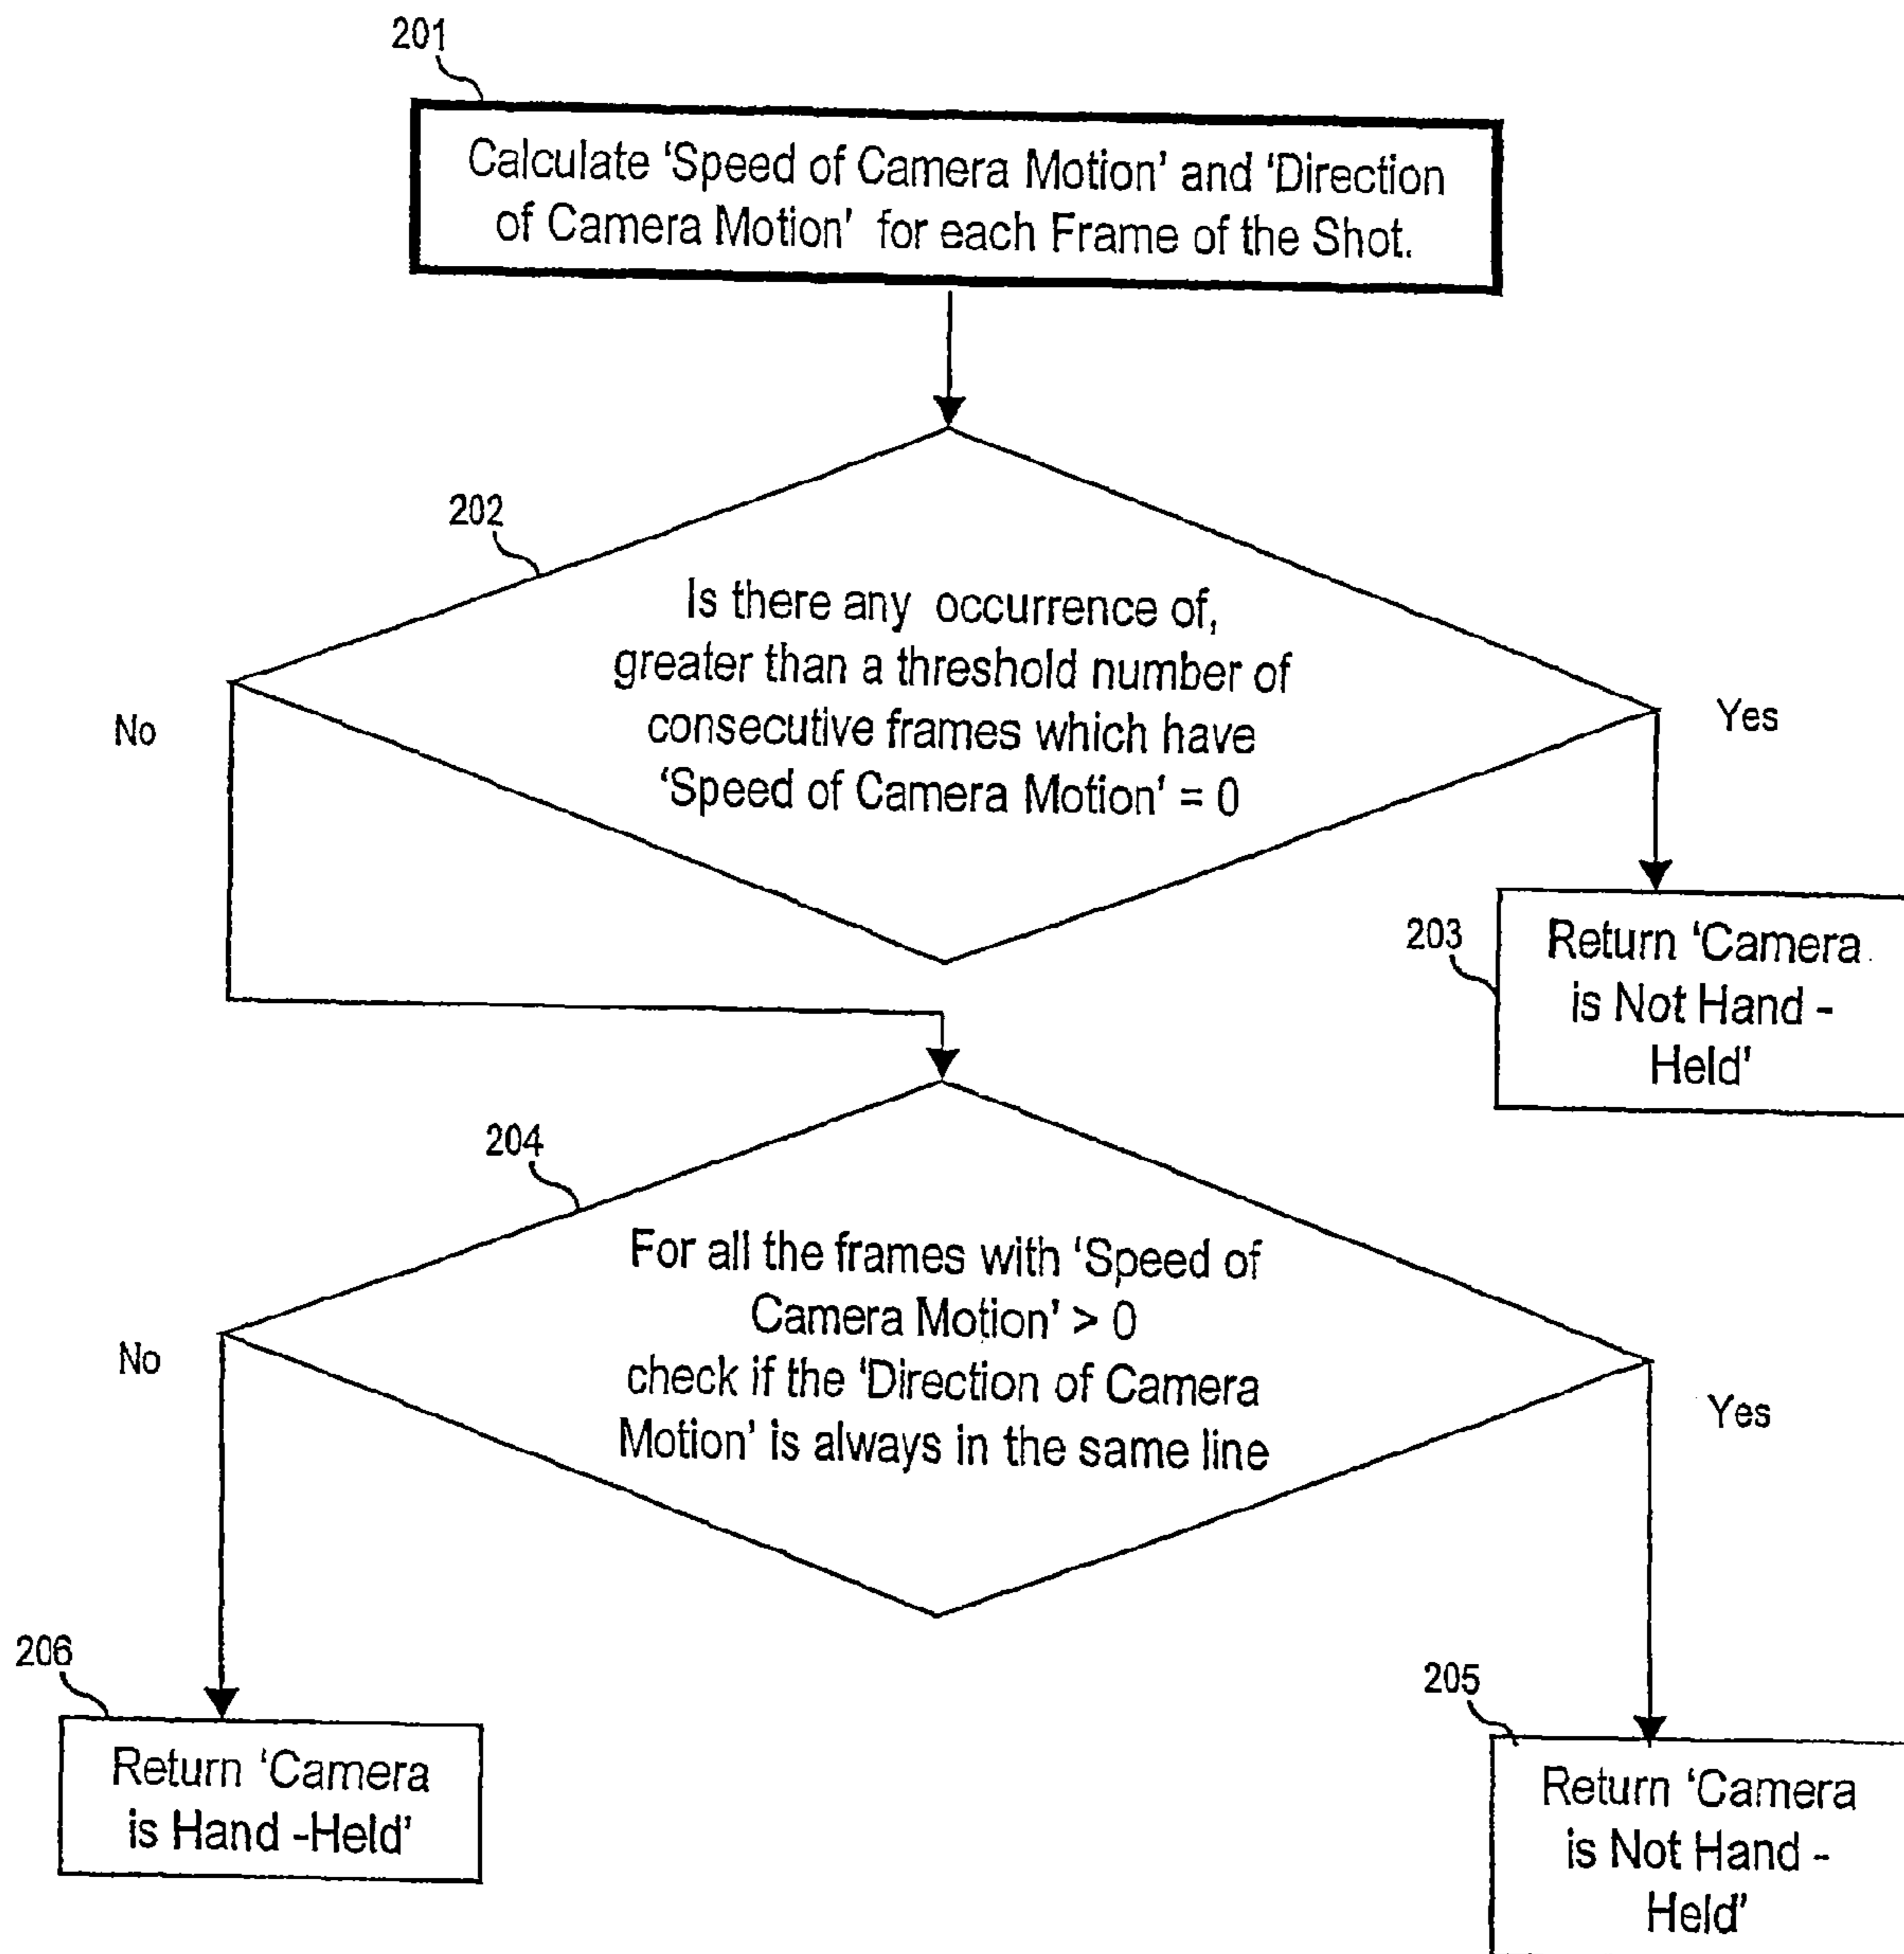 201
Calculate ‘Speed of Camera Motion’ and ‘Direction
of Camera Motion’ for each Frame of the Shot.
202
Is there any occurrence of,
greater than a threshold number of
consecutive frames which have
‘Speed of Camera Motion’ = 0
No
Yes
203
Return ‘Camera
is Not Hand -
Held’
204
For all the frames with ‘Speed of
Camera Motion’ > 0
check if the ‘Direction of Camera
Motion’ is always in the same line
No
Yes
206
Return ‘Camera
is Hand -Held’
205
Return ‘Camera
is Not Hand -
Held’